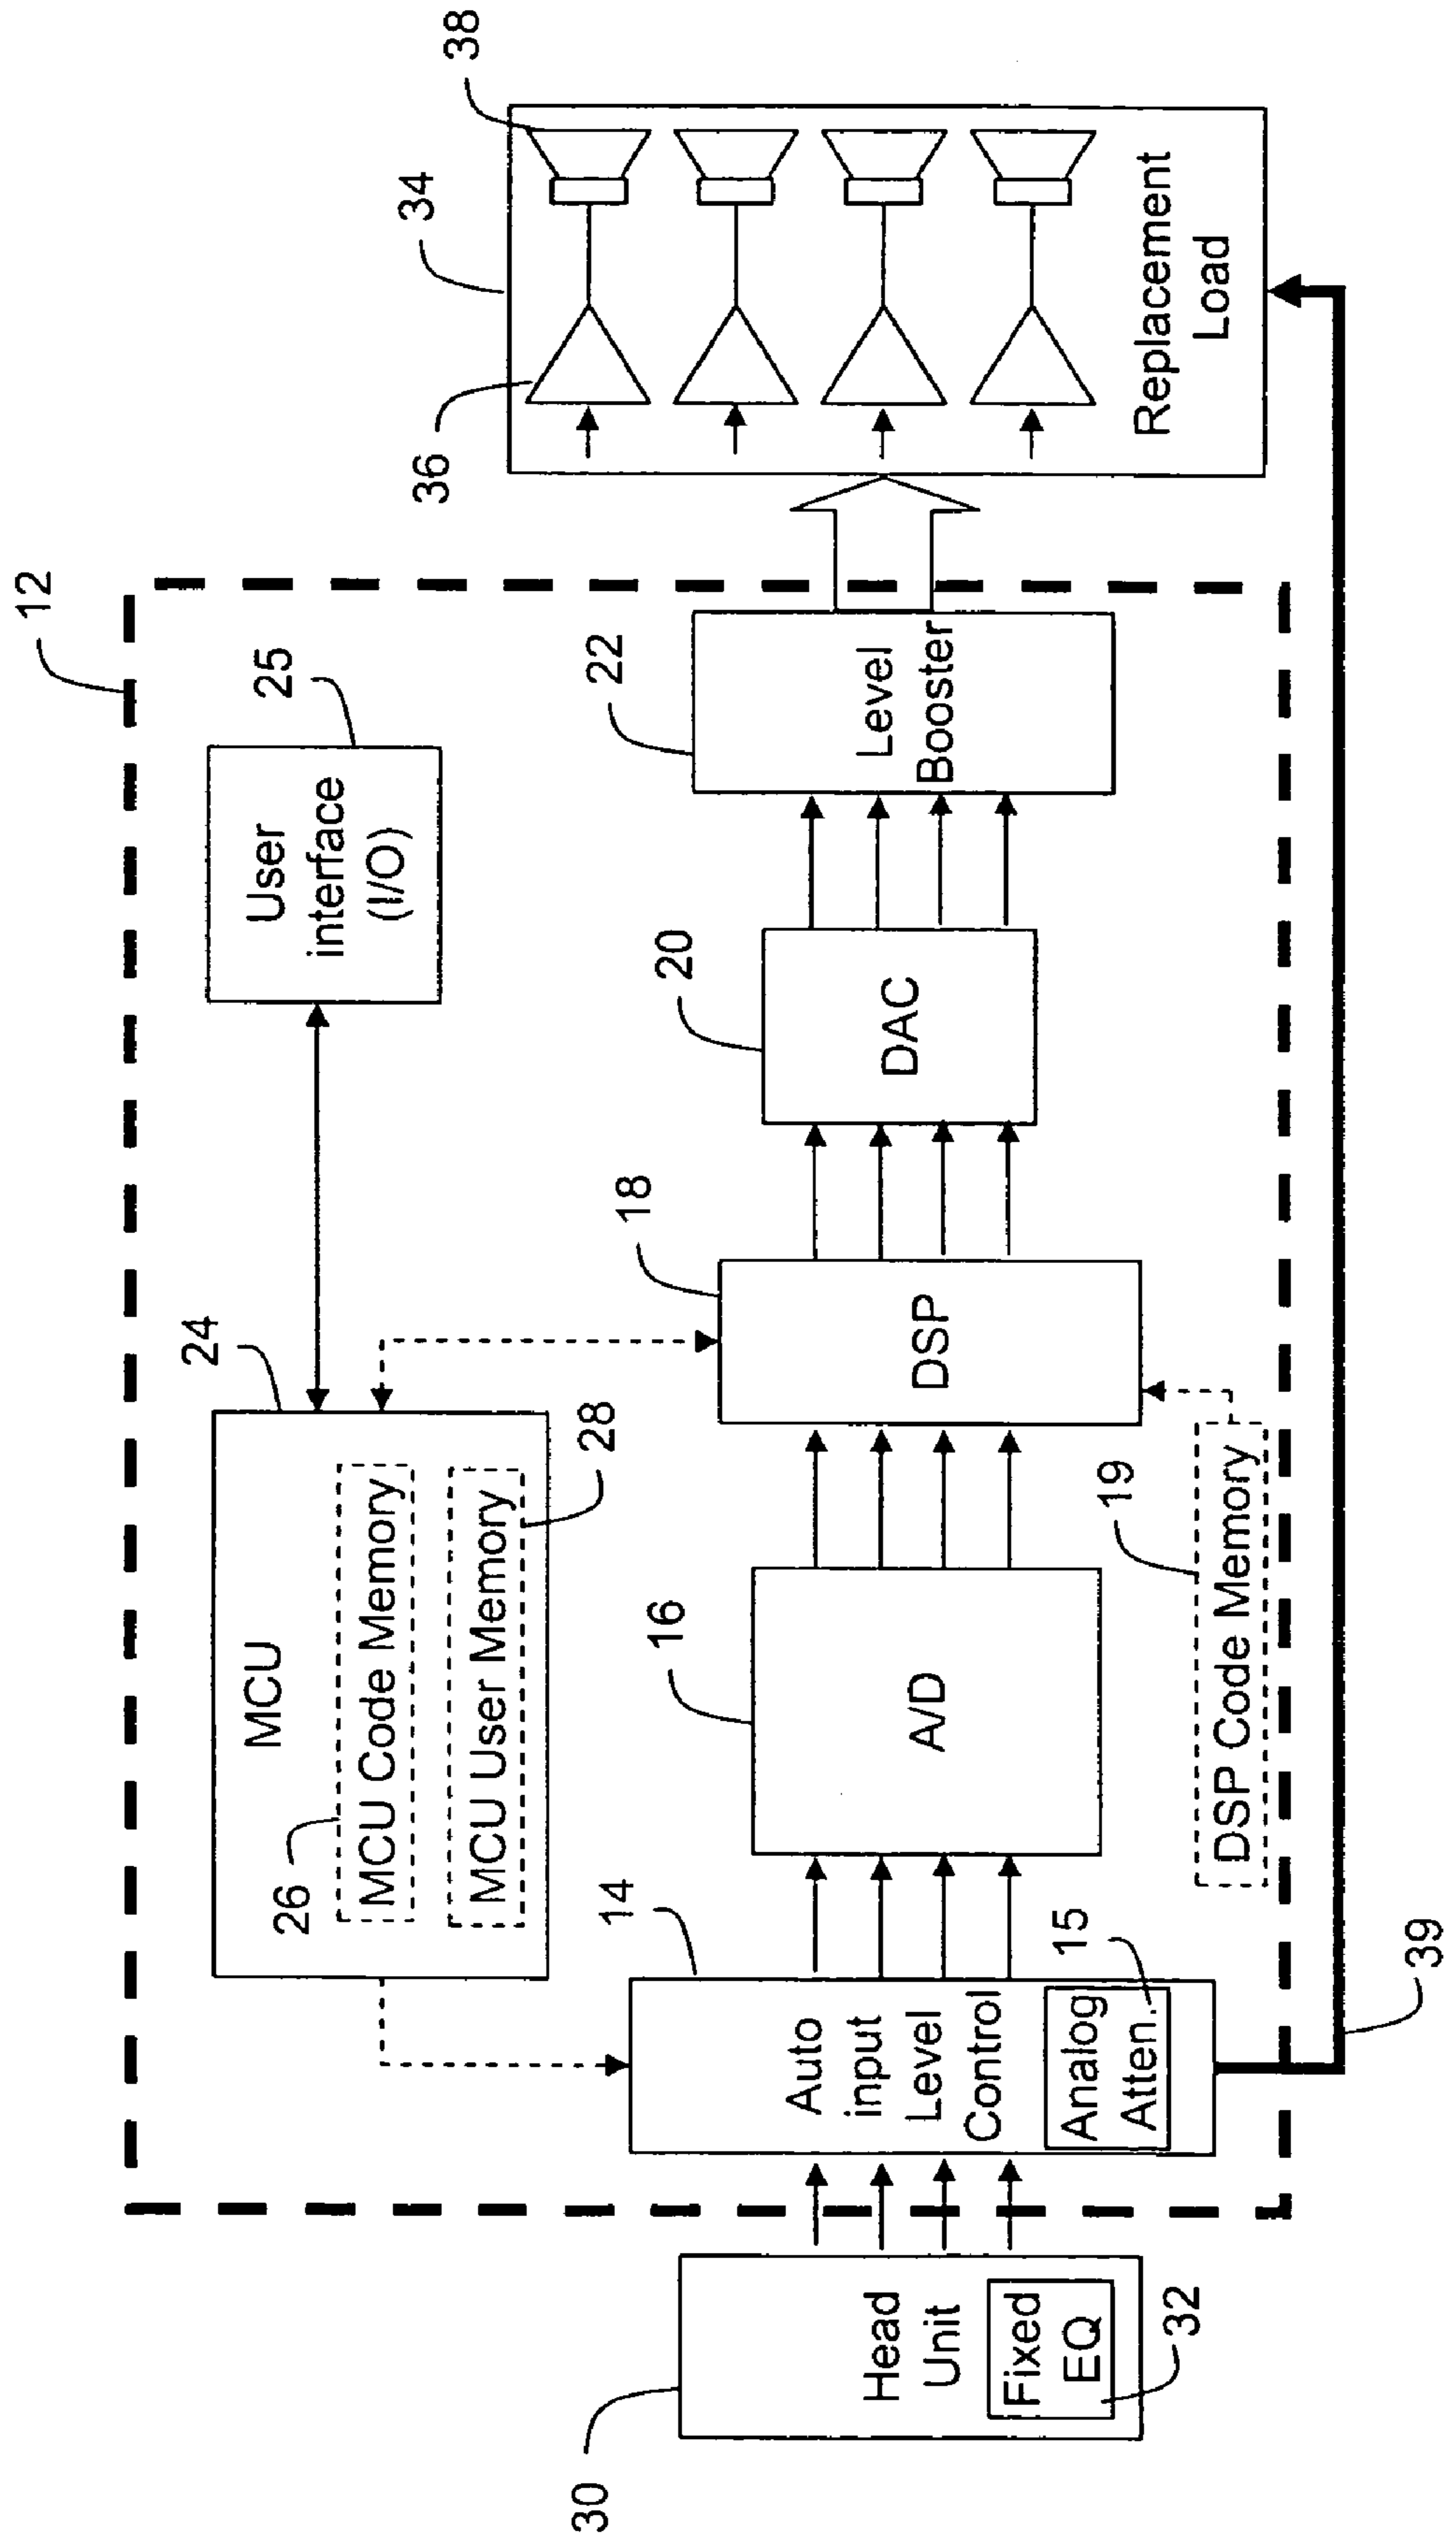 12
24
MCU
26
MCU Code Memory
MCU User Memory
28
25
User
interface
(I/O)
30
Head
Unit
Fixed
EQ
32
14
Auto
input
Level
Control
Analog
Atten.
15
16
A/D
18
DSP
19
DSP Code Memory
20
DAC
22
Level
Booster
34
36
38
Replacement
Load
39